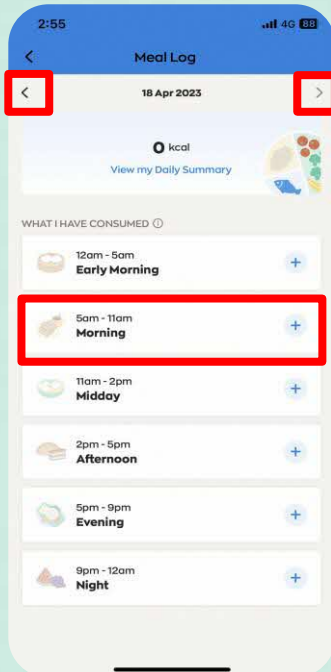 2:55 4G 88
Meal Log
18 Apr 2023
0 kcal
View my Daily Summary
WHAT I HAVE CONSUMED
12am - 5am
Early Morning
5am - 11am
Morning
11am - 2pm
Midday
2pm - 5pm
Afternoon
5pm - 9pm
Evening
9pm - 12am
Night